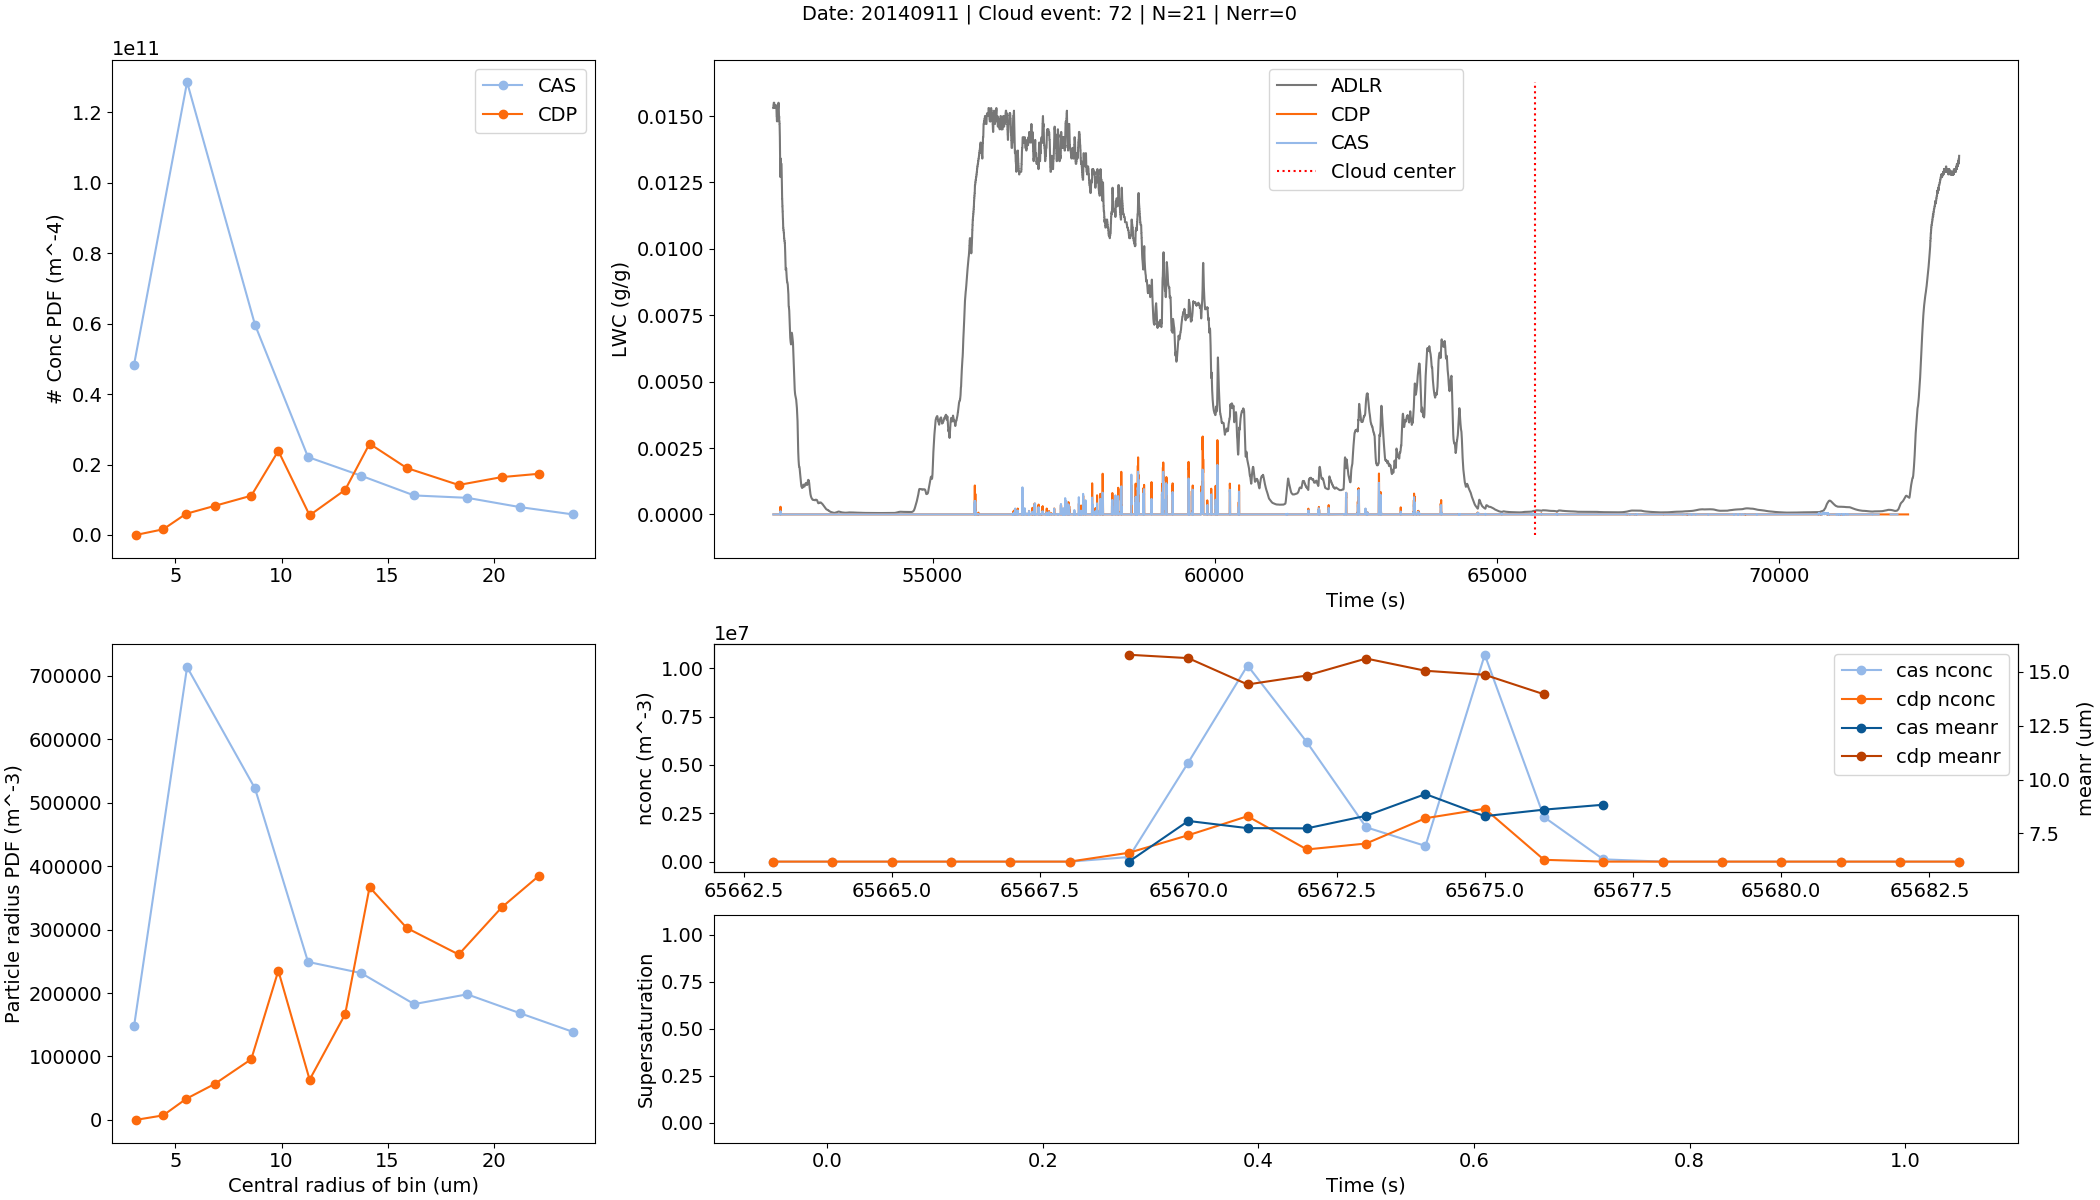 Date: 20140911 | Cloud event: 72 | N=21 | Nerr=0
1e11
# Conc PDF (m^-4)
1.2
1.0
0.8
0.6
0.4
0.2
0.0
5
10
15
20
CAS
CDP
LWC (g/g)
0.0150
0.0125
0.0100
0.0075
0.0050
0.0025
0.0000
55000
60000
65000
70000
Time (s)
ADLR
CDP
CAS
Cloud center
Particle radius PDF (m^-3)
700000
600000
500000
400000
300000
200000
100000
0
5
10
15
20
Central radius of bin (um)
1e7
nconc (m^-3)
1.00
0.75
0.50
0.25
0.00
65662.5
65665.0
65667.5
65670.0
65672.5
65675.0
65677.5
65680.0
65682.5
cas nconc
cdp nconc
cas meanr
cdp meanr
15.0
12.5
10.0
7.5
meanr (um)
Supersaturation
1.00
0.75
0.50
0.25
0.00
0.0
0.2
0.4
0.6
0.8
1.0
Time (s)